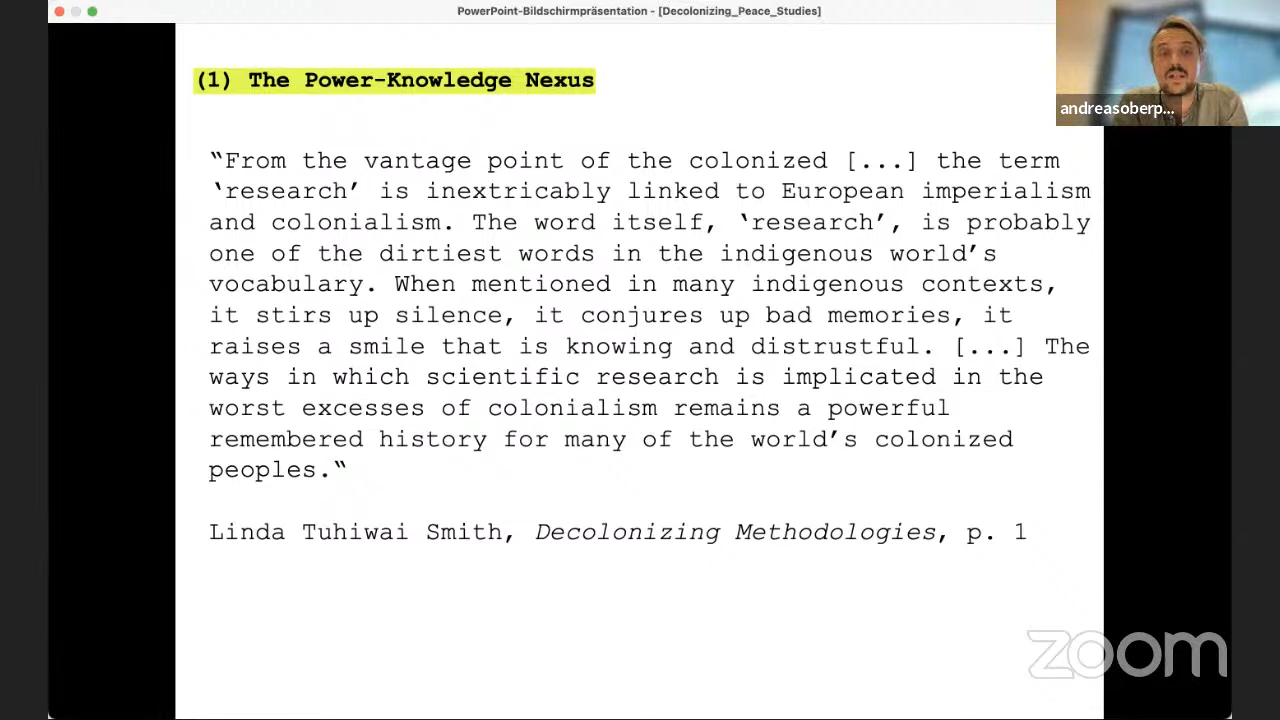 PowerPoint-Bildschirmpräsentation - [Decolonizing_Peace_Studies]
(1) The Power-Knowledge Nexus
andreasoberp...
‟From the vantage point of the colonized [...] the term
‛research’ is inextricably linked to European imperialism
and colonialism. The word itself, ‛research’, is probably
one of the dirtiest words in the indigenous world’s
vocabulary. When mentioned in many indigenous contexts,
it stirs up silence, it conjures up bad memories, it
raises a smile that is knowing and distrustful. [...] The
ways in which scientific research is implicated in the
worst excesses of colonialism remains a powerful
remembered history for many of the world’s colonized
peoples.‟
Linda Tuhiwai Smith, Decolonizing Methodologies, p. 1
zoom